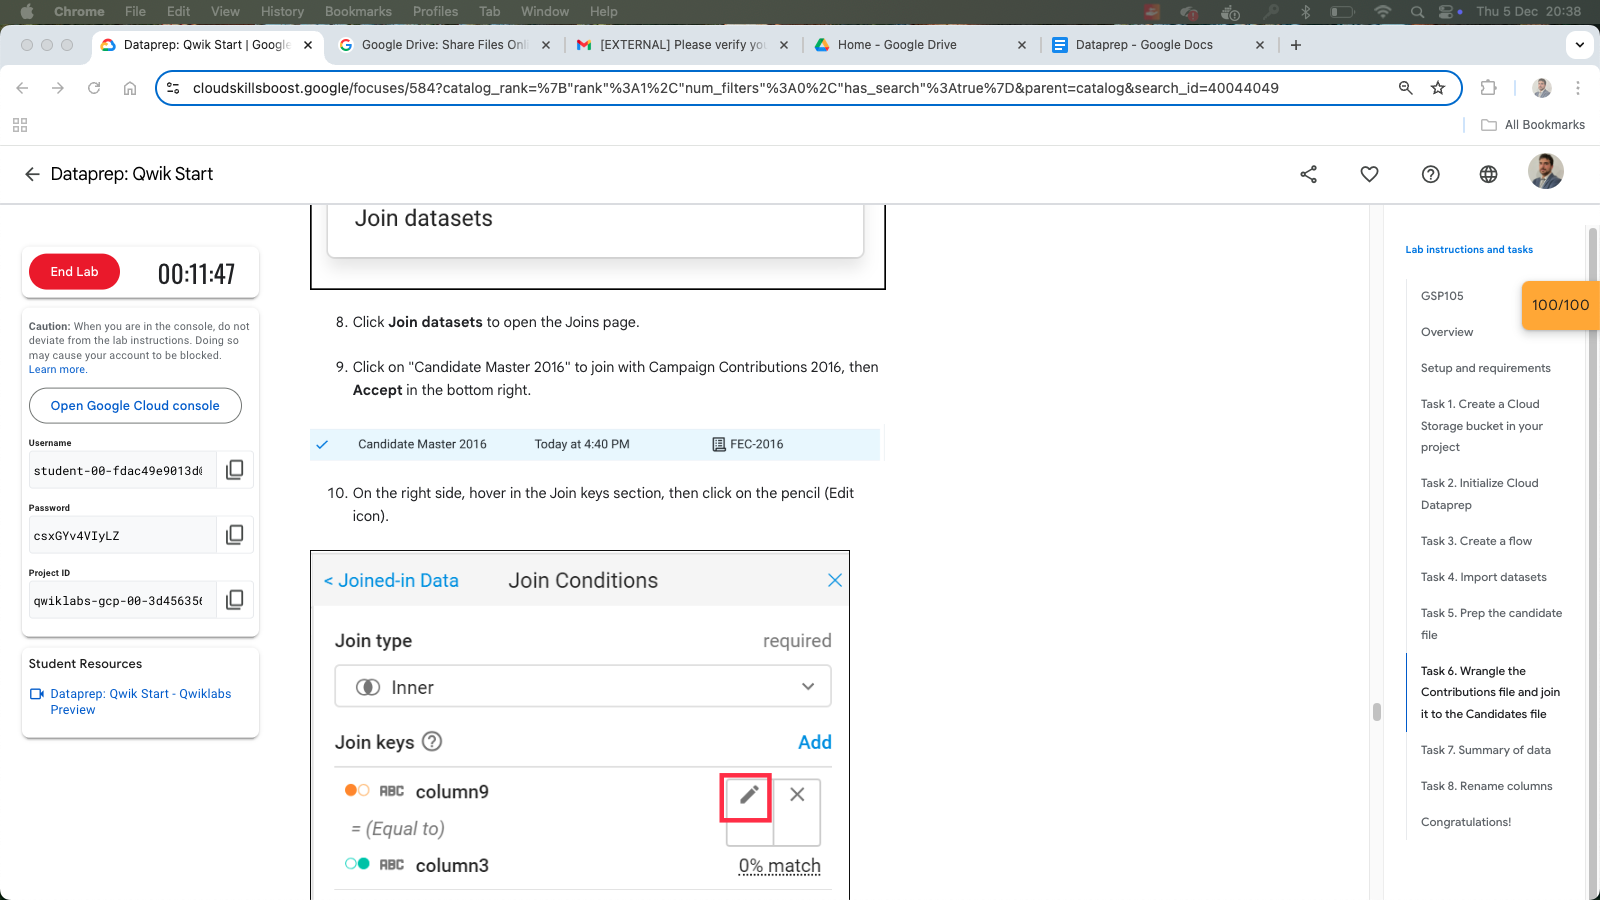 Chrome File Edit View History Bookmarks Profiles Tab Window Help Thu 5 Dec 20:38
Dataprep: Qwik Start | Google
Google Drive: Share Files Onli
[EXTERNAL] Please verify you
Home - Google Drive
Dataprep - Google Docs
cloudskillsboost.google/focuses/584?catalog_rank=%7B"rank"%3A1%2C"num_filters"%3A0%2C"has_search"%3Atrue%7D&parent=catalog&search_id=40044049
All Bookmarks
Dataprep: Qwik Start
End Lab
00:11:47
Caution: When you are in the console, do not
deviate from the lab instructions. Doing so
may cause your account to be blocked.
Learn more.
Open Google Cloud console
Username
student-00-fdac49e9013d
Password
csxGYv4VIyLZ
Project ID
qwiklabs-gcp-00-3d456356
Student Resources
Dataprep: Qwik Start - Qwiklabs
Preview
Join datasets
8. Click Join datasets to open the Joins page.
9. Click on "Candidate Master 2016" to join with Campaign Contributions 2016, then
Accept in the bottom right.
Candidate Master 2016 Today at 4:40 PM FEC-2016
10. On the right side, hover in the Join keys section, then click on the pencil (Edit
icon).
< Joined-in Data Join Conditions
Join type required
Inner
Join keys Add
ABC column9
= (Equal to)
ABC column3 0% match
Lab instructions and tasks
GSP105
100/100
Overview
Setup and requirements
Task 1. Create a Cloud
Storage bucket in your
project
Task 2. Initialize Cloud
Dataprep
Task 3. Create a flow
Task 4. Import datasets
Task 5. Prep the candidate
file
Task 6. Wrangle the
Contributions file and join
it to the Candidates file
Task 7. Summary of data
Task 8. Rename columns
Congratulations!